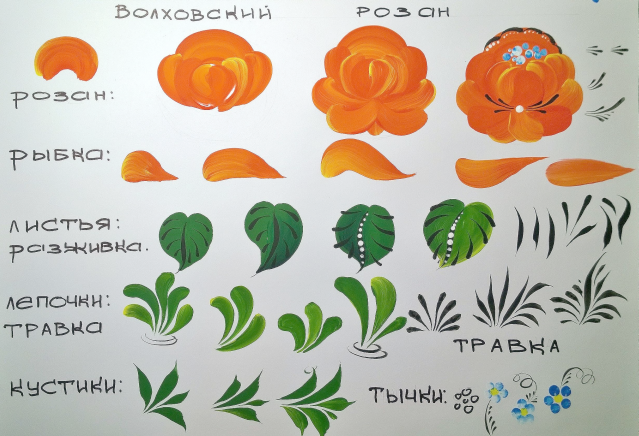 ВОЛХОВСКИЙ РОЗАН
РОЗАН:
РЫБКА:
ЛИСТЬЯ:
РАЗЖИВКА.
ЛЕПОЧКИ:
ТРАВКА
ТРАВКА
КУСТИКИ:
ТЫЧКИ: